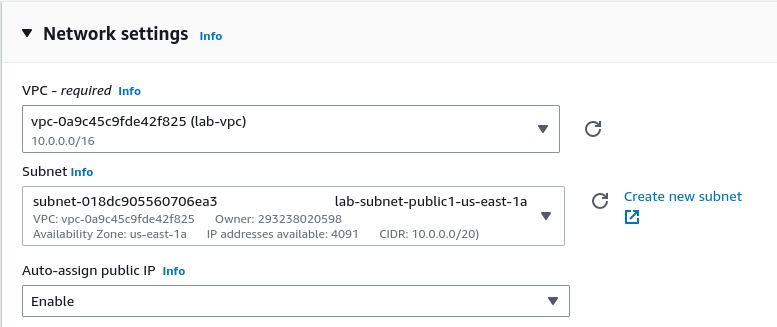 Network settings Info
VPC - required Info
vpc-0a9c45c9fde42f825 (lab-vpc)
10.0.0.0/16
Subnet Info
subnet-018dc905560706ea3 lab-subnet-public1-us-east-1a
VPC: vpc-0a9c45c9fde42f825 Owner: 293238020598
Availability Zone: us-east-1a IP addresses available: 4091 CIDR: 10.0.0.0/20)
Create new subnet
Auto-assign public IP Info
Enable